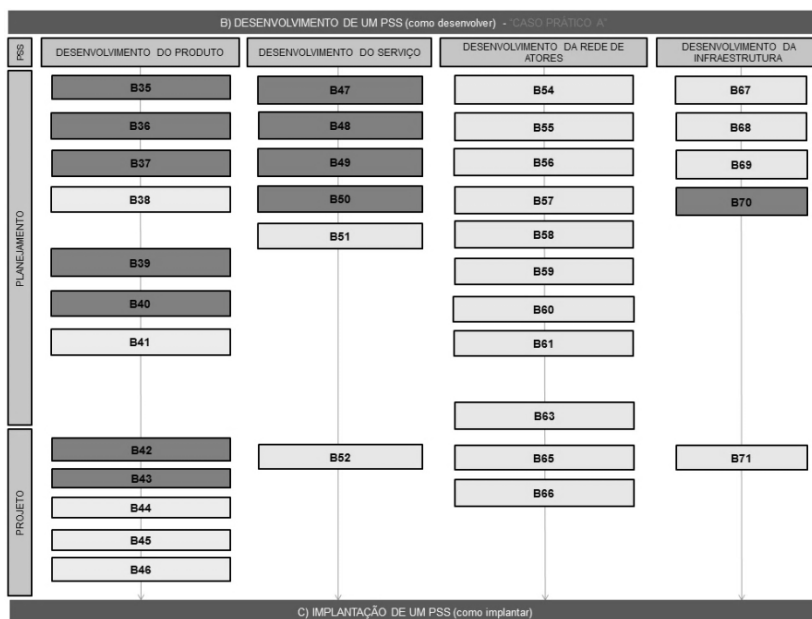 B) DESENVOLVIMENTO DE UM PSS (como desenvolver) - "CASO PRÁTICO A"
PSS
DESENVOLVIMENTO DO PRODUTO
DESENVOLVIMENTO DO SERVIÇO
DESENVOLVIMENTO DA REDE DE
ATORES
DESENVOLVIMENTO DA
INFRAESTRUTURA
PLANEJAMENTO
B35
B36
B37
B38
B39
B40
B41
B47
B48
B49
B50
B51
B54
B55
B56
B57
B58
B59
B60
B61
B63
B67
B68
B69
B70
PROJETO
B42
B43
B44
B45
B46
B52
B65
B66
B71
C) IMPLANTAÇÃO DE UM PSS (como implantar)